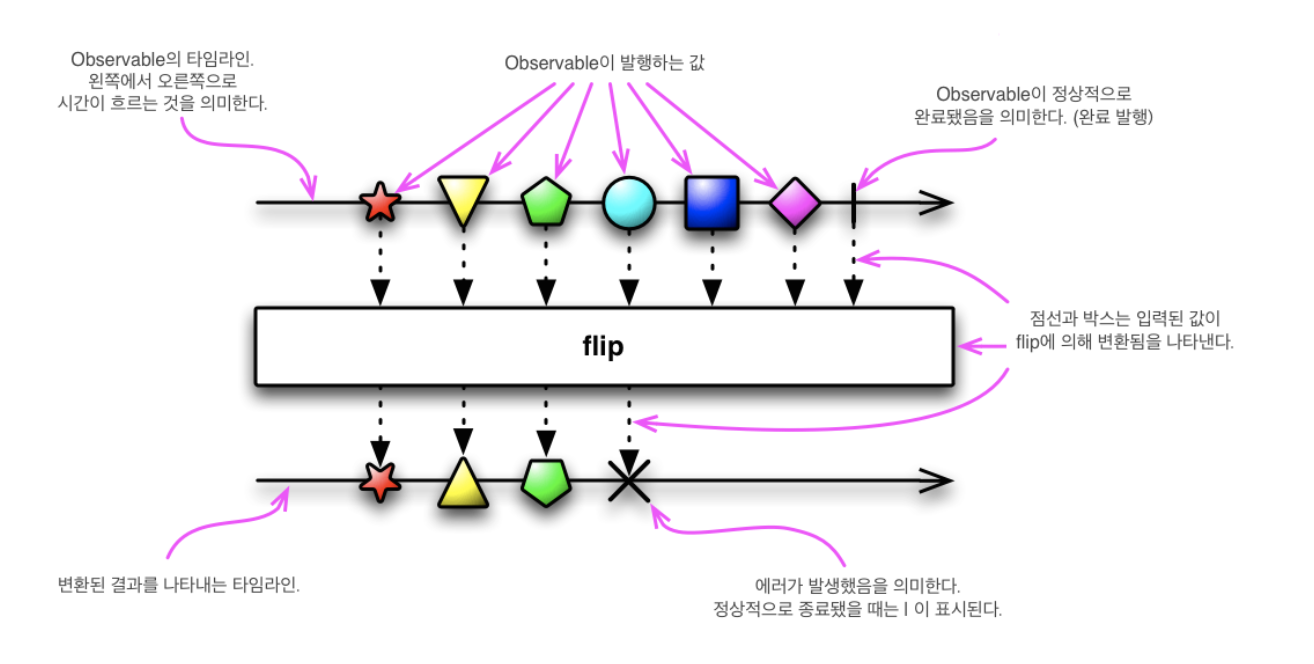 Observable의 타임라인.
왼쪽에서 오른쪽으로
시간이 흐르는 것을 의미한다.
Observable이 발행하는 값
Observable이 정상적으로
완료됐음을 의미한다. (완료 발행)
점선과 박스는 입력된 값이
flip에 의해 변환됨을 나타낸다.
flip
변환된 결과를 나타내는 타임라인.
에러가 발생했음을 의미한다.
정상적으로 종료됐을 때는 | 이 표시된다.